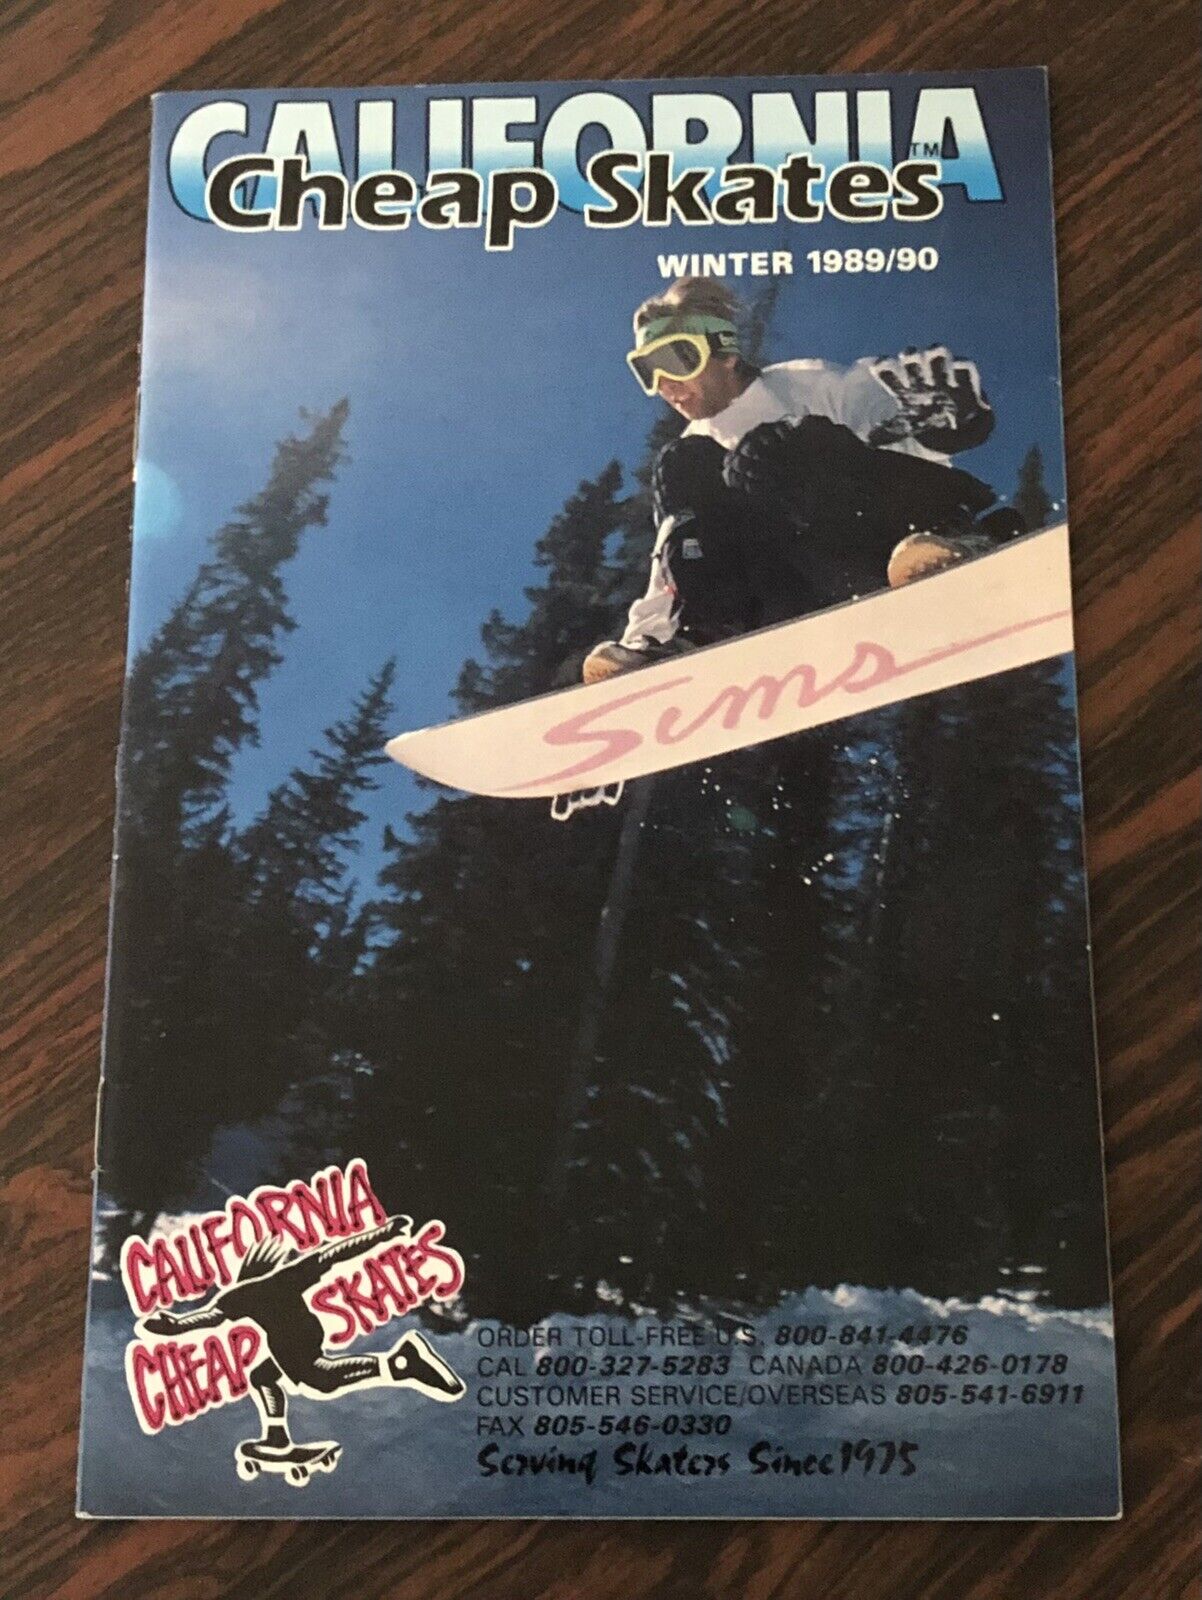 CALIFORNIA
Cheap Skates™
WINTER 1989/90
Sims
CALIFORNIA
CHEAP SKATES
ORDER TOLL-FREE U.S. 800-841-4476
CAL 800-327-5283 CANADA 800-426-0178
CUSTOMER SERVICE/OVERSEAS 805-541-6911
FAX 805-546-0330
Serving Skaters Since 1975